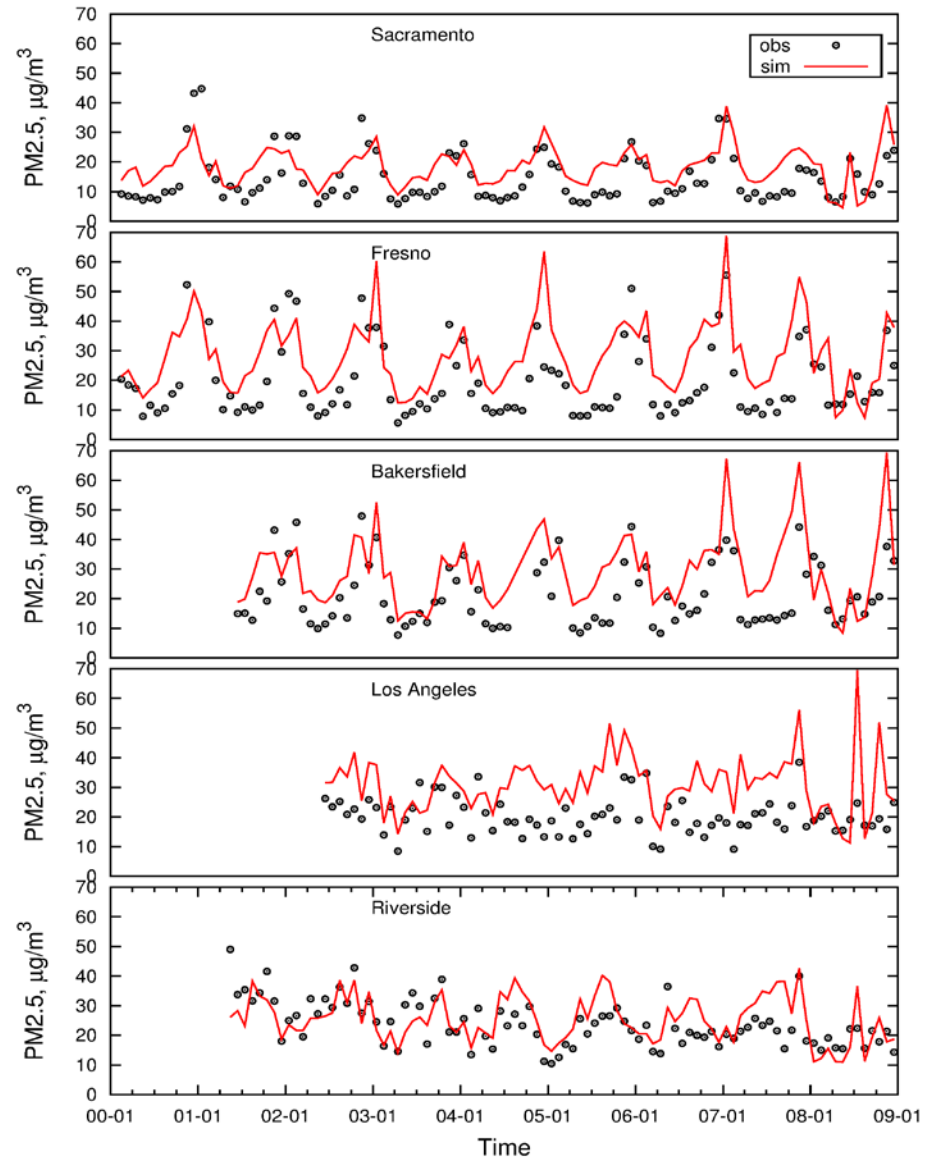 70
60
50
40
30
20
10
0
PM2.5, μg/m3
Sacramento
obs
sim
70
60
50
40
30
20
10
0
PM2.5, μg/m3
Fresno
70
60
50
40
30
20
10
0
PM2.5, μg/m3
Bakersfield
70
60
50
40
30
20
10
0
PM2.5, μg/m3
Los Angeles
70
60
50
40
30
20
10
0
PM2.5, μg/m3
Riverside
00-01 01-01 02-01 03-01 04-01 05-01 06-01 07-01 08-01 09-01
Time